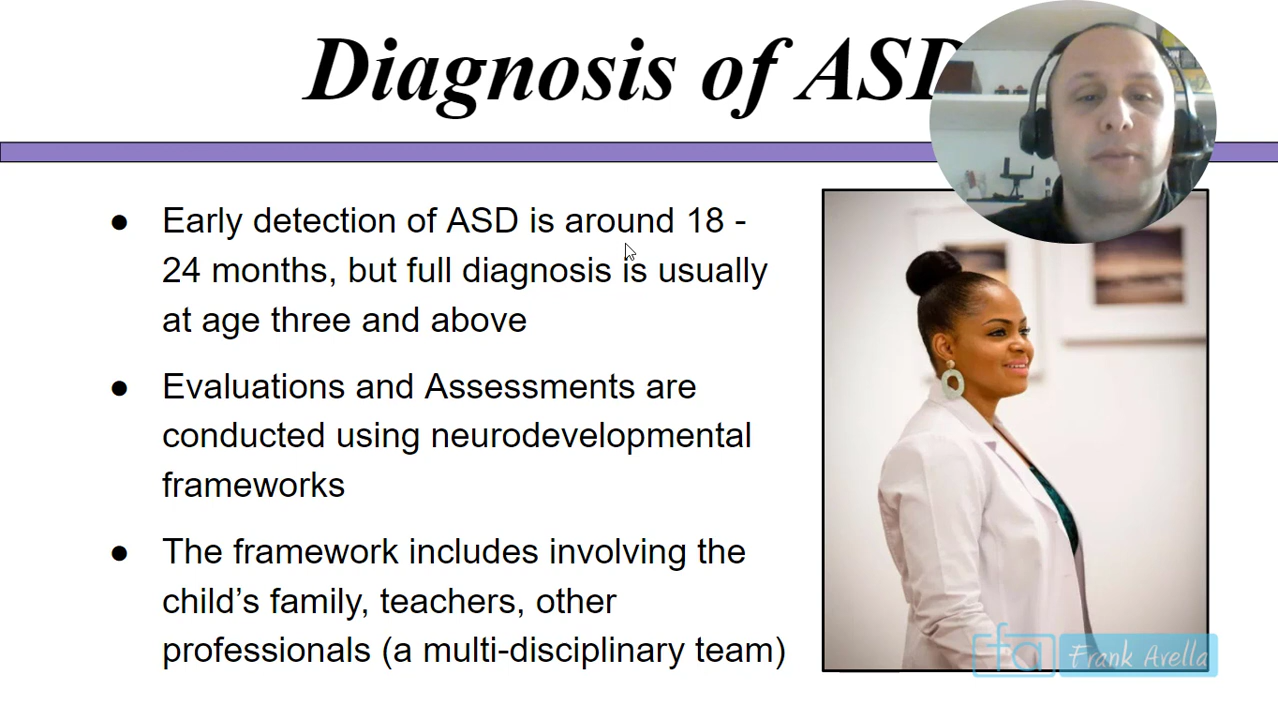 Diagnosis of ASD
● Early detection of ASD is around 18 -
24 months, but full diagnosis is usually
at age three and above
● Evaluations and Assessments are
conducted using neurodevelopmental
frameworks
● The framework includes involving the
child’s family, teachers, other
professionals (a multi-disciplinary team)
fa Frank Avella